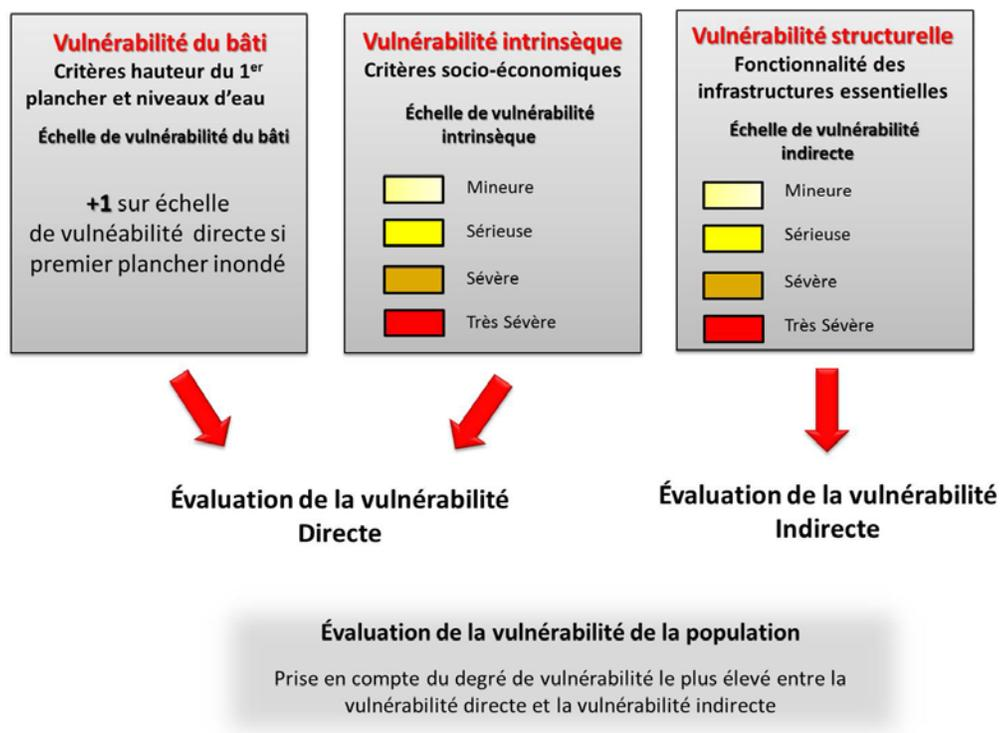 Vulnérabilité du bâti
Critères hauteur du 1er
plancher et niveaux d'eau
Échelle de vulnérabilité du bâti
+1 sur échelle
de vulnéabilité directe si
premier plancher inondé
Vulnérabilité intrinsèque
Critères socio-économiques
Échelle de vulnérabilité
intrinsèque
Mineure
Sérieuse
Sévère
Très Sévère
Vulnérabilité structurelle
Fonctionnalité des
infrastructures essentielles
Échelle de vulnérabilité
indirecte
Mineure
Sérieuse
Sévère
Très Sévère
Évaluation de la vulnérabilité
Directe
Évaluation de la vulnérabilité
Indirecte
Évaluation de la vulnérabilité de la population
Prise en compte du degré de vulnérabilité le plus élevé entre la
vulnérabilité directe et la vulnérabilité indirecte